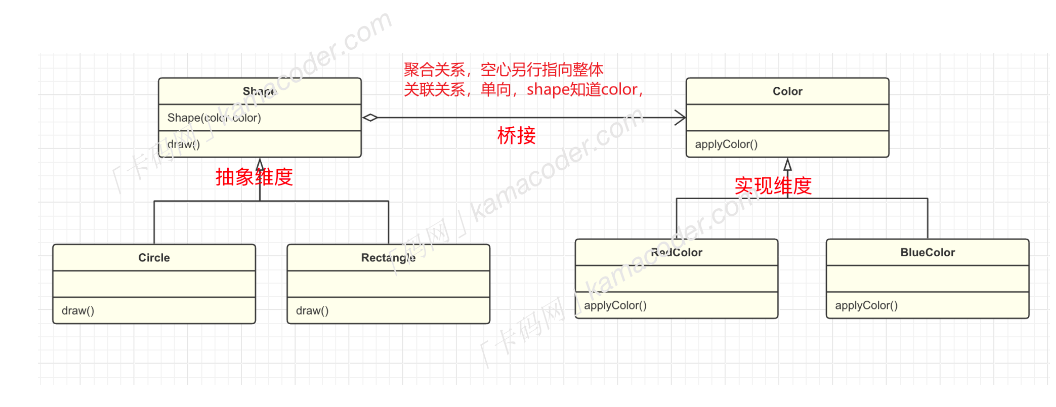 聚合关系，空心另行指向整体
关联关系，单向，shape知道color，
Shape
Color
Shape(color color)
draw()
applyColor()
桥接
抽象维度
实现维度
Circle
Rectangle
RedColor
BlueColor
draw()
draw()
applyColor()
applyColor()
「卡码网」kamacoder.com
「卡码网」kamacoder.com
「卡码网」kamacoder.com